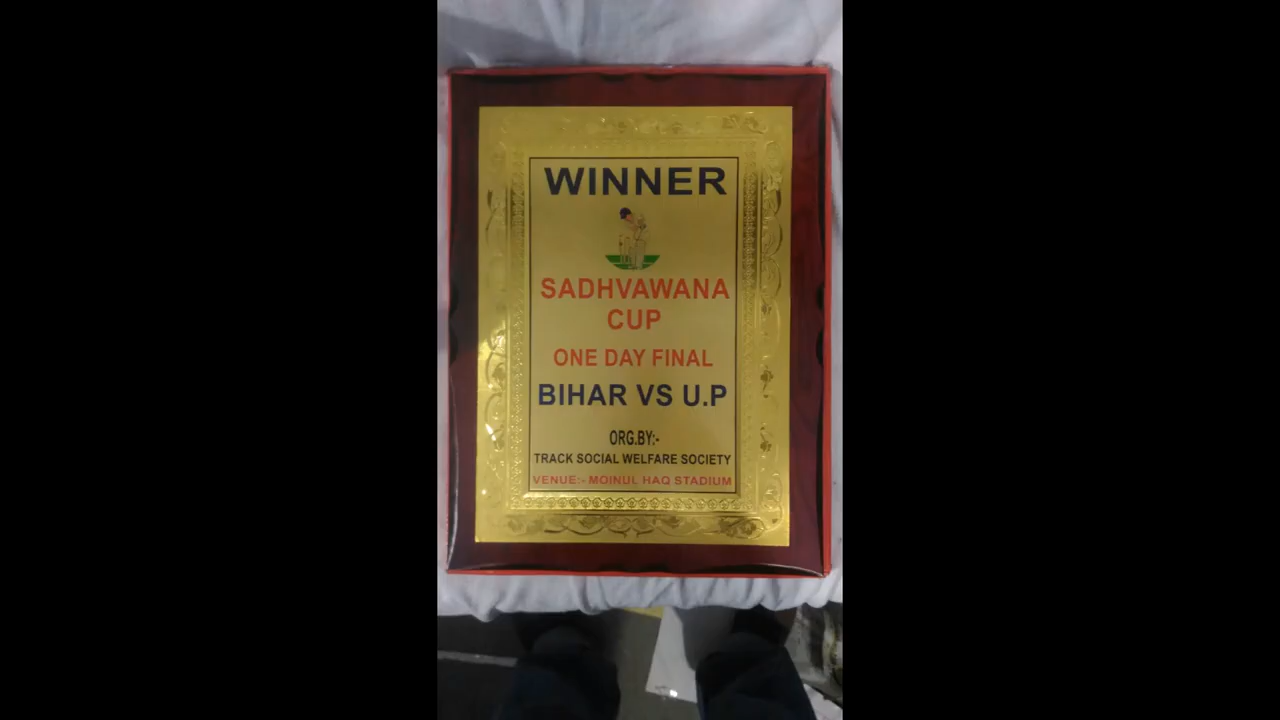 WINNER
SADHVAWANA
CUP
ONE DAY FINAL
BIHAR VS U.P
ORG.BY:-
TRACK SOCIAL WELFARE SOCIETY
VENUE:- MOINUL HAQ STADIUM